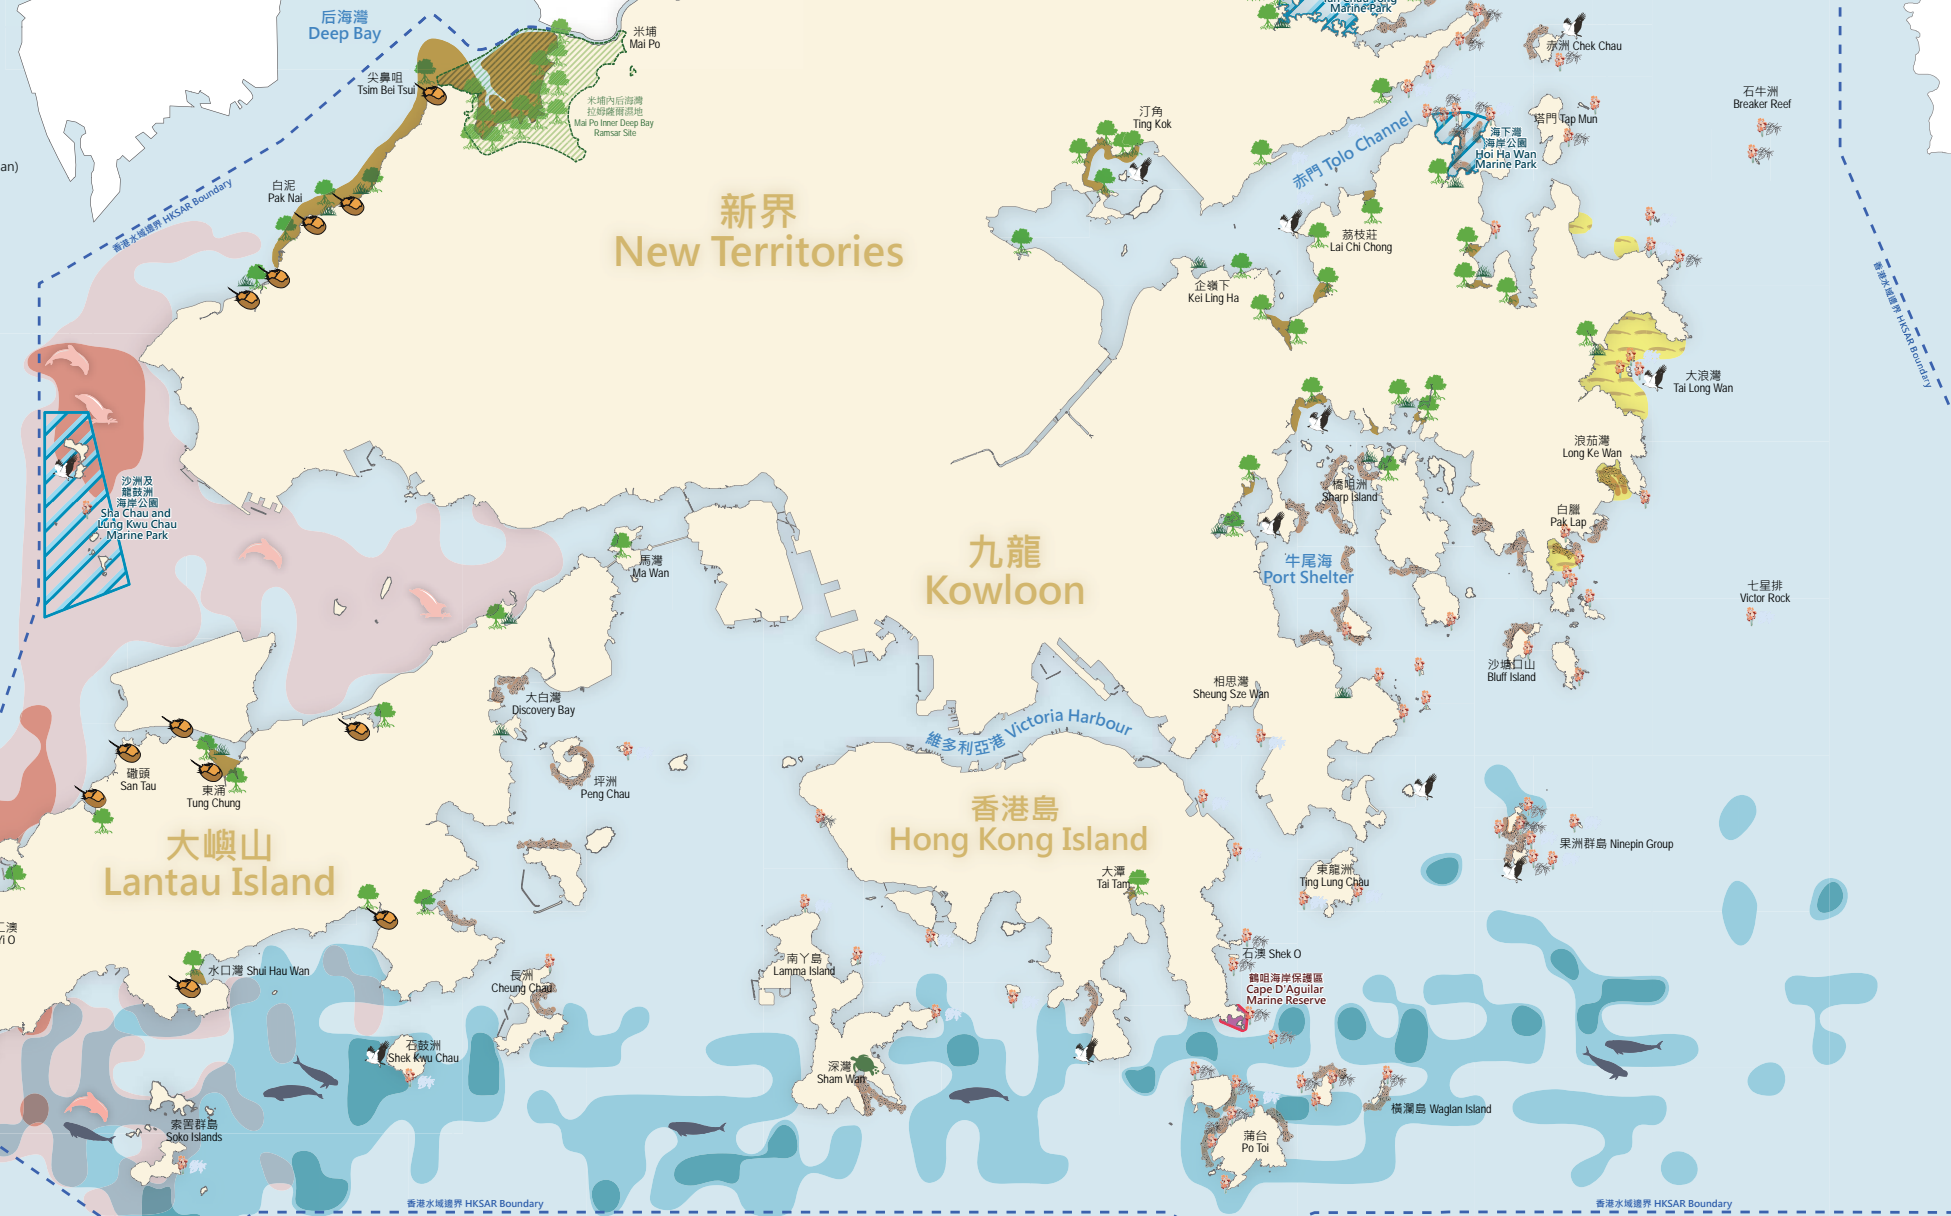 后海灣
Deep Bay
尖鼻咀
Tsim Bei Tsui
米埔
Mai Po
米埔內后海灣
拉姆薩爾濕地
Mai Po Inner Deep Bay
Ramsar Site
Marine Park
赤洲 Chek Chau
石牛洲
Breaker Reef
塔門 Tap Mun
汀角
Ting Kok
赤門 Tolo Channel
海下灣
海岸公園
Hoi Ha Wan
Marine Park
an)
白泥
Pak Nai
香港水域邊界 HKSAR Boundary
新界
New Territories
荔枝莊
Lai Chi Chong
企嶺下
Kei Ling Ha
香港水域邊界 HKSAR Boundary
大浪灣
Tai Long Wan
浪茄灣
Long Ke Wan
沙洲及
龍鼓洲
海岸公園
Sha Chau and
Lung Kwu Chau
Marine Park
橋咀洲
Sharp Island
白臘
Pak Lap
九龍
Kowloon
馬灣
Ma Wan
牛尾海
Port Shelter
七星排
Victor Rock
沙塘口山
Bluff Island
相思灣
Sheung Sze Wan
大白灣
Discovery Bay
維多利亞港 Victoria Harbour
䃟頭
San Tau
東涌
Tung Chung
坪洲
Peng Chau
香港島
Hong Kong Island
大嶼山
Lantau Island
果洲群島 Ninepin Group
大潭
Tai Tam
東龍洲
Ting Lung Chau
二澳
Yi O
水口灣 Shui Hau Wan
長洲
Cheung Chau
南丫島
Lamma Island
石澳 Shek O
鶴咀海岸保護區
Cape D'Aguilar
Marine Reserve
石鼓洲
Shek Kwu Chau
深灣
Sham Wan
索罟群島
Soko Islands
橫瀾島 Waglan Island
蒲台
Po Toi
香港水域邊界 HKSAR Boundary
香港水域邊界 HKSAR Boundary